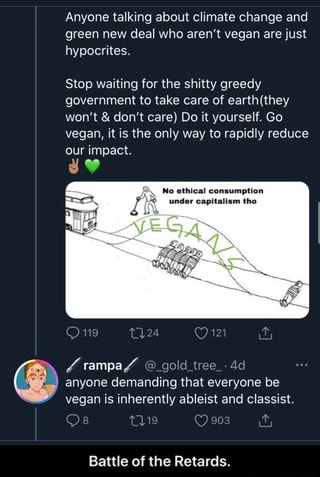 Anyone talking about climate change and
green new deal who aren't vegan are just
hypocrites.
Stop waiting for the shitty greedy
government to take care of earth(they
won't & don't care) Do it yourself. Go
vegan, it is the only way to rapidly reduce
our impact.
✌🏽💚
No ethical consumption
under capitalism tho
VEGANS
119 24 121
rampa @_gold_tree_ · 4d ...
anyone demanding that everyone be
vegan is inherently ableist and classist.
8 19 903
Battle of the Retards.